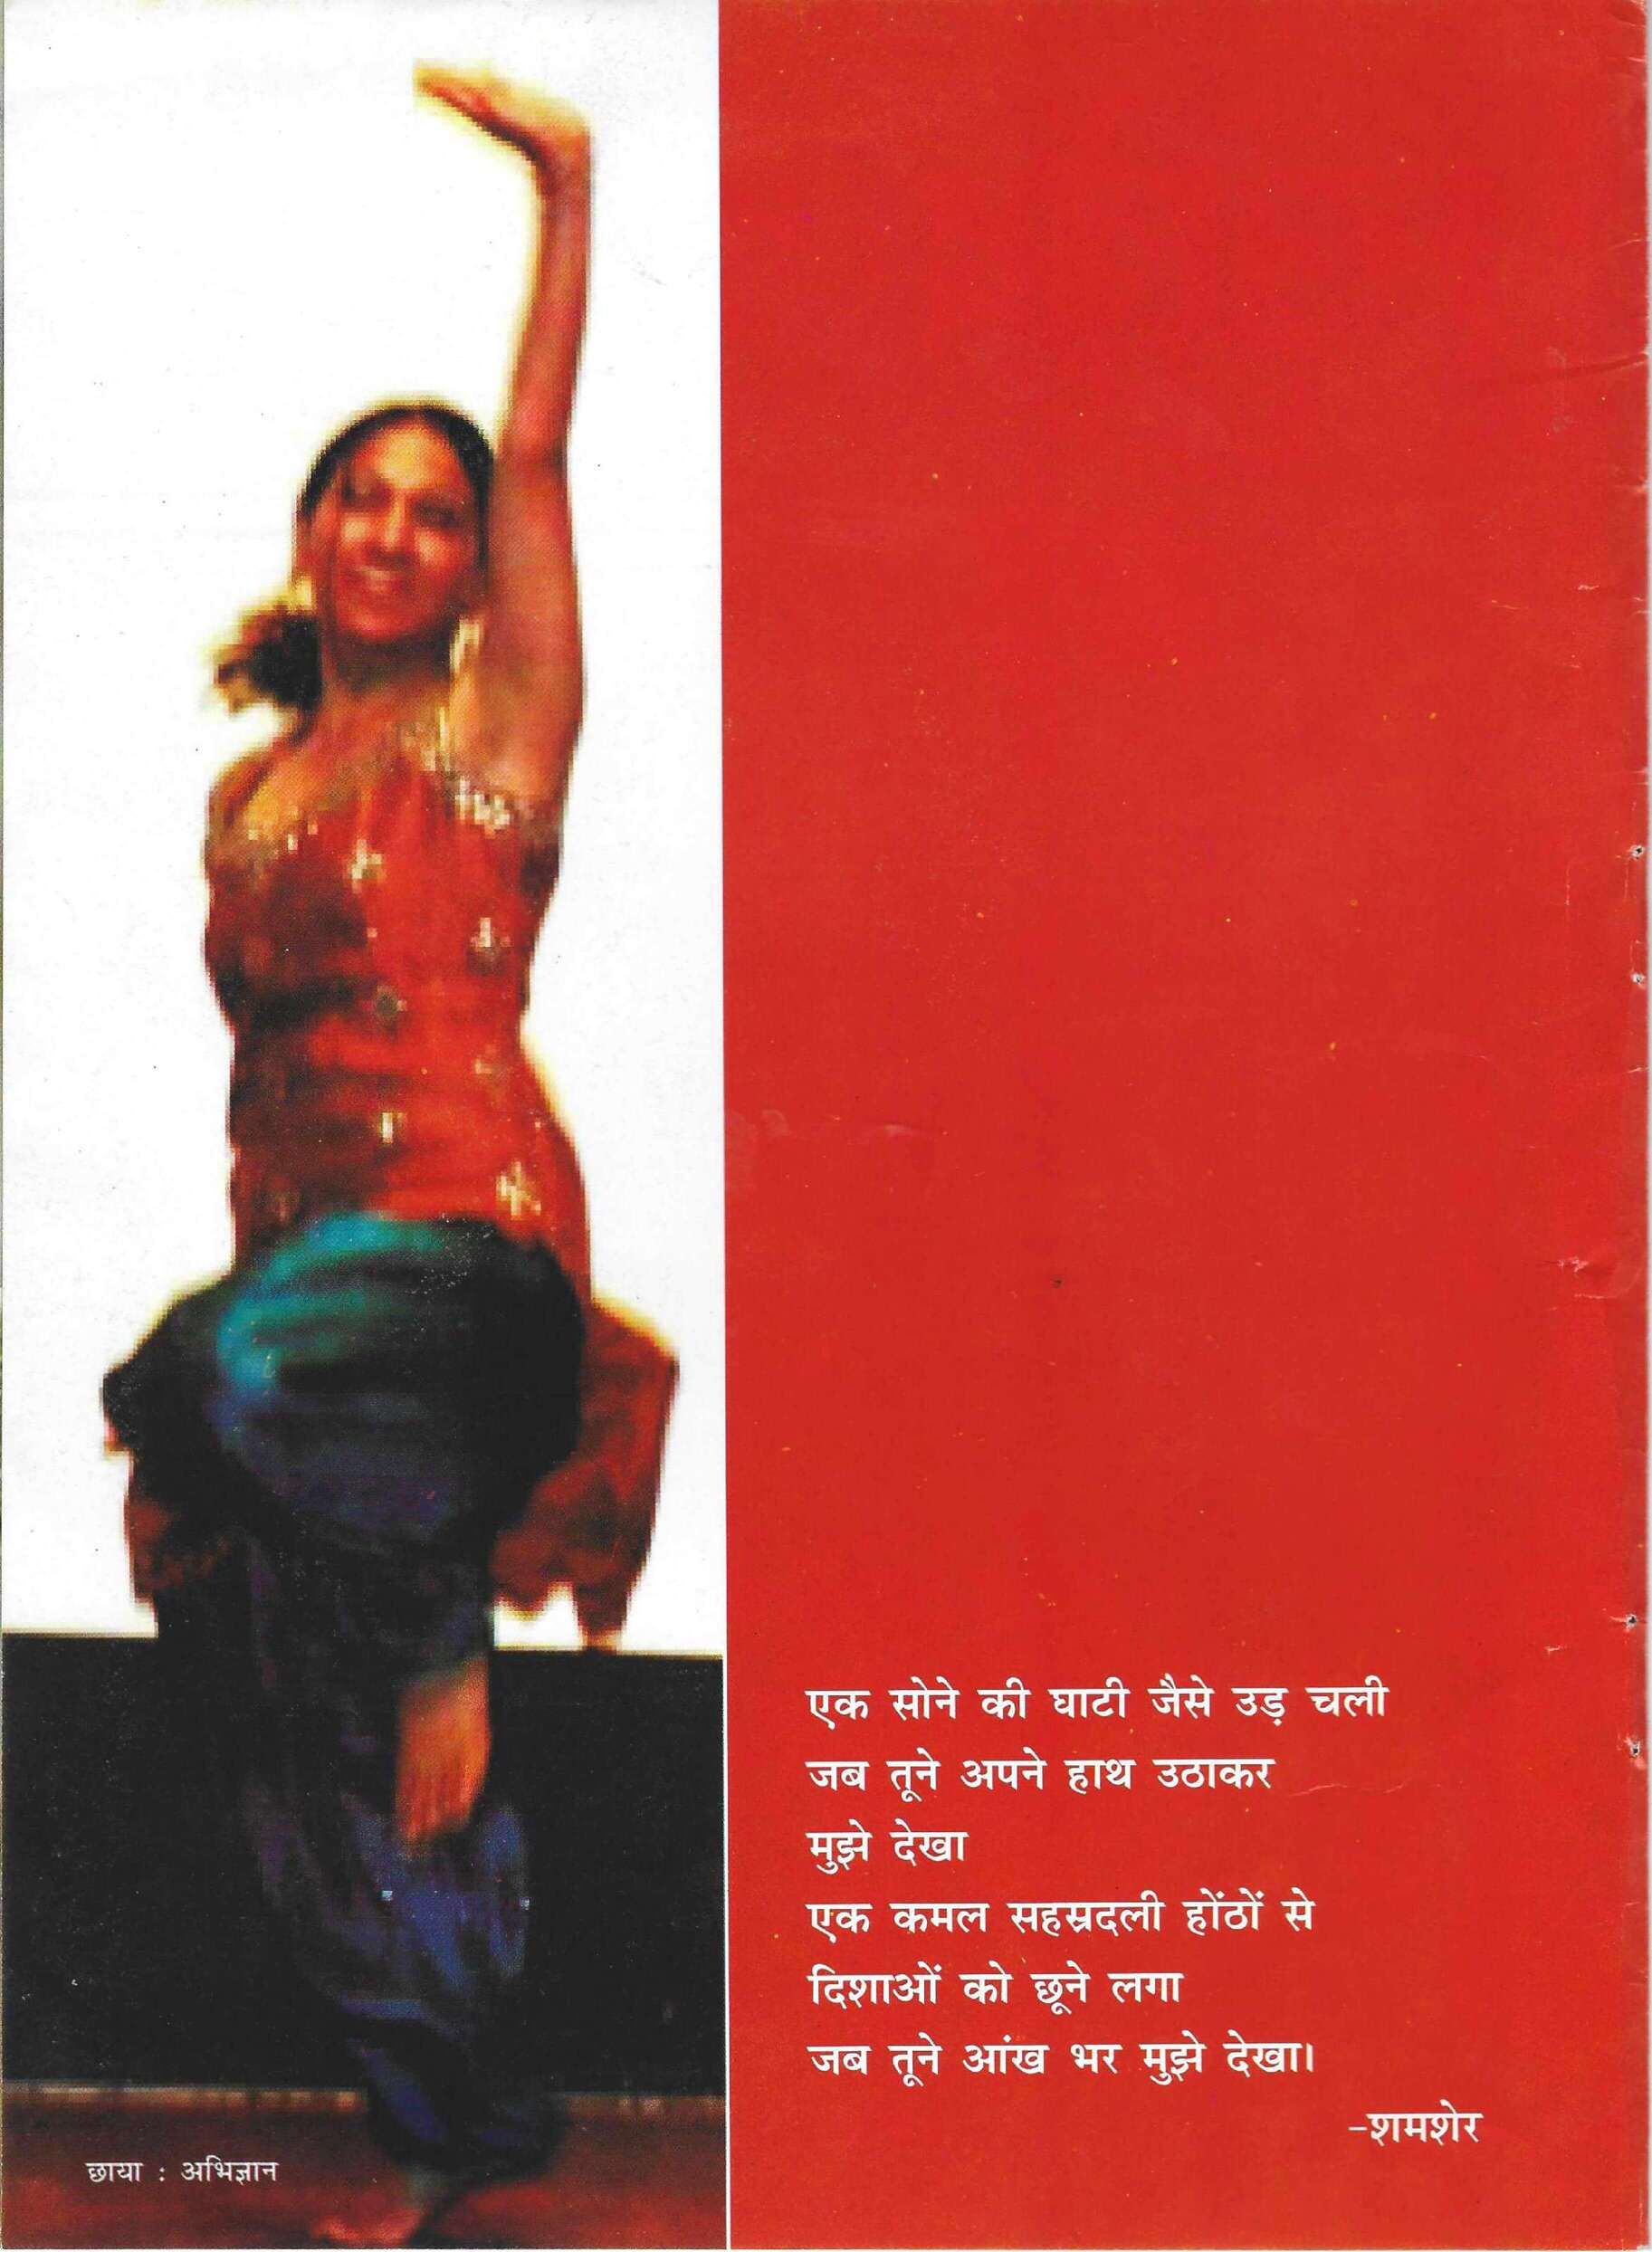 एक सोने की घाटी जैसे उड़ चली
जब तूने अपने हाथ उठाकर
मुझे देखा
एक कमल सहस्रदली होंठों से
दिशाओं को छूने लगा
जब तूने आंख भर मुझे देखा।
-शमशेर
छाया : अभिज्ञान